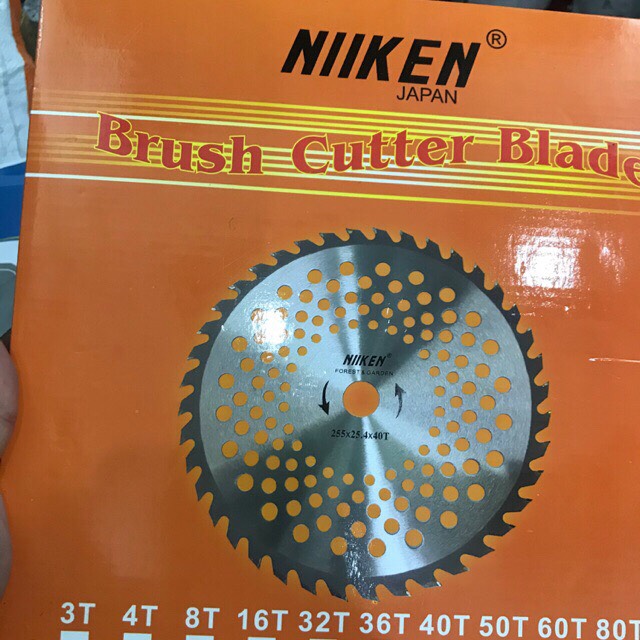 NIIKEN®
JAPAN
Brush Cutter Blade
NIIKEN®
FOREST & GARDEN
255x25.4x40T
3T 4T 8T 16T 32T 36T 40T 50T 60T 80T